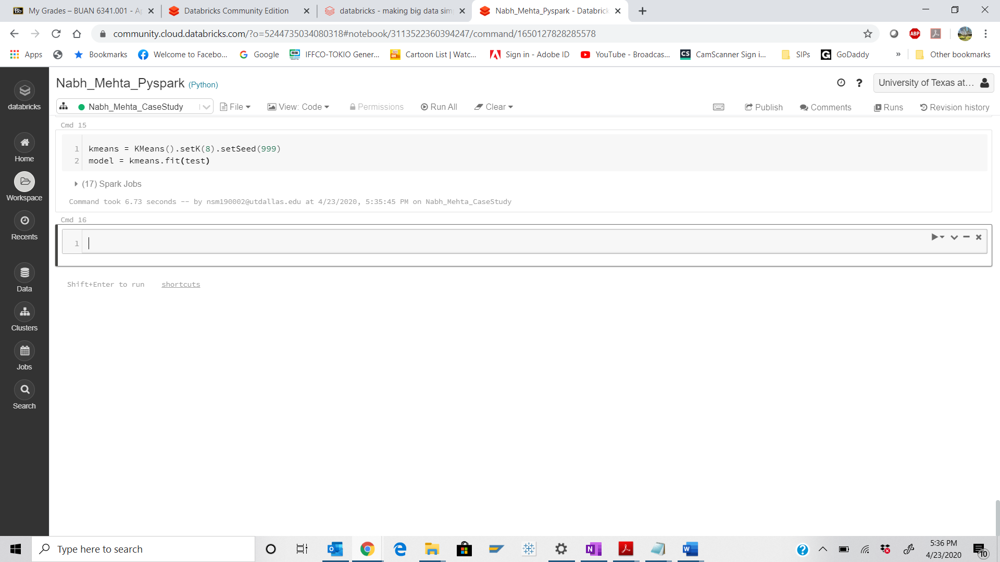 My Grades – BUAN 6341.001 - Ap
Databricks Community Edition
databricks - making big data sim
Nabh_Mehta_Pyspark - Databrick
community.cloud.databricks.com/?o=5244735034080318#notebook/3113522360394247/command/1650127828285578
ABP
Apps
Bookmarks
Welcome to Facebo...
Google
IFFCO-TOKIO Gener...
Cartoon List | Watc...
Sign in - Adobe ID
YouTube - Broadcas...
CS
CamScanner Sign i...
SIPs
GoDaddy
»
Other bookmarks
Nabh_Mehta_Pyspark (Python)
?
University of Texas at...
Nabh_Mehta_CaseStudy
File
View: Code
Permissions
Run All
Clear
Publish
Comments
Runs
Revision history
databricks
Home
Workspace
Recents
Data
Clusters
Jobs
Search
Cmd 15
1 kmeans = KMeans().setK(8).setSeed(999)
2 model = kmeans.fit(test)
(17) Spark Jobs
Command took 6.73 seconds -- by nsm190002@utdallas.edu at 4/23/2020, 5:35:45 PM on Nabh_Mehta_CaseStudy
Cmd 16
1
Shift+Enter to run shortcuts
Type here to search
5:36 PM
4/23/2020
10